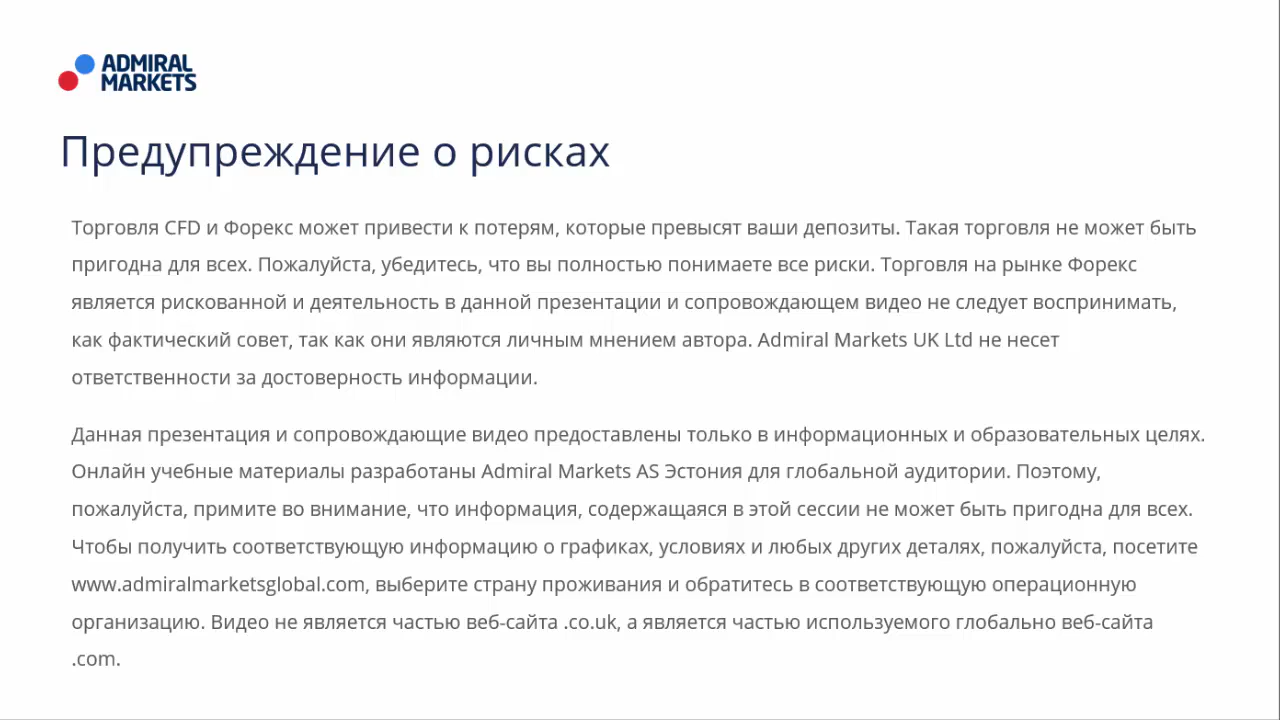 ADMIRAL
MARKETS
Предупреждение о рисках
Торговля CFD и Форекс может привести к потерям, которые превысят ваши депозиты. Такая торговля не может быть
пригодна для всех. Пожалуйста, убедитесь, что вы полностью понимаете все риски. Торговля на рынке Форекс
является рискованной и деятельность в данной презентации и сопровождающем видео не следует воспринимать,
как фактический совет, так как они являются личным мнением автора. Admiral Markets UK Ltd не несет
ответственности за достоверность информации.
Данная презентация и сопровождающие видео предоставлены только в информационных и образовательных целях.
Онлайн учебные материалы разработаны Admiral Markets AS Эстония для глобальной аудитории. Поэтому,
пожалуйста, примите во внимание, что информация, содержащаяся в этой сессии не может быть пригодна для всех.
Чтобы получить соответствующую информацию о графиках, условиях и любых других деталях, пожалуйста, посетите
www.admiralmarketsglobal.com, выберите страну проживания и обратитесь в соответствующую операционную
организацию. Видео не является частью веб-сайта .co.uk, а является частью используемого глобально веб-сайта
.com.